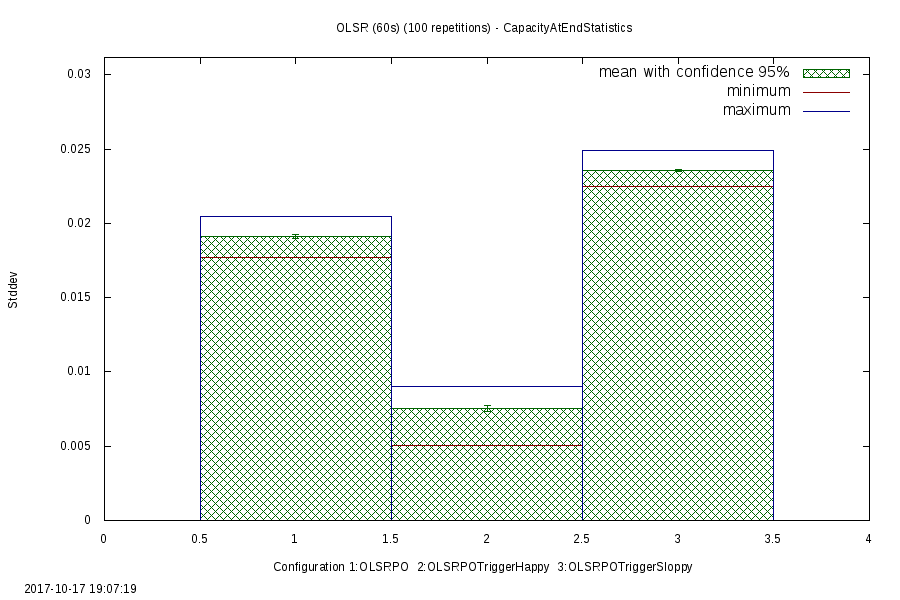 OLSR (60s) (100 repetitions) - CapacityAtEndStatistics
mean with confidence 95%
minimum
maximum
0.03
0.025
0.02
0.015
0.01
0.005
0
Stddev
0 0.5 1 1.5 2 2.5 3 3.5 4
Configuration 1:OLSRPO 2:OLSRPOTriggerHappy 3:OLSRPOTriggerSloppy
2017-10-17 19:07:19